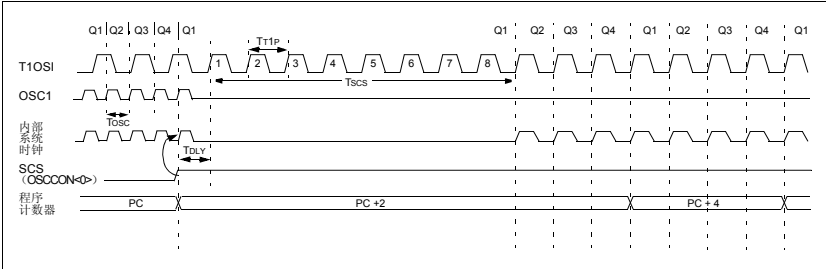 Q1 Q2 Q3 Q4 Q1 Q1 Q2 Q3 Q4 Q1 Q2 Q3 Q4 Q1
TT1P
T1OSI 1 2 3 4 5 6 7 8
TSCS
OSC1
TOSC
内部
系统
时钟
TDLY
SCS
（OSCCON<0>）
程序
计数器
PC PC +2 PC + 4